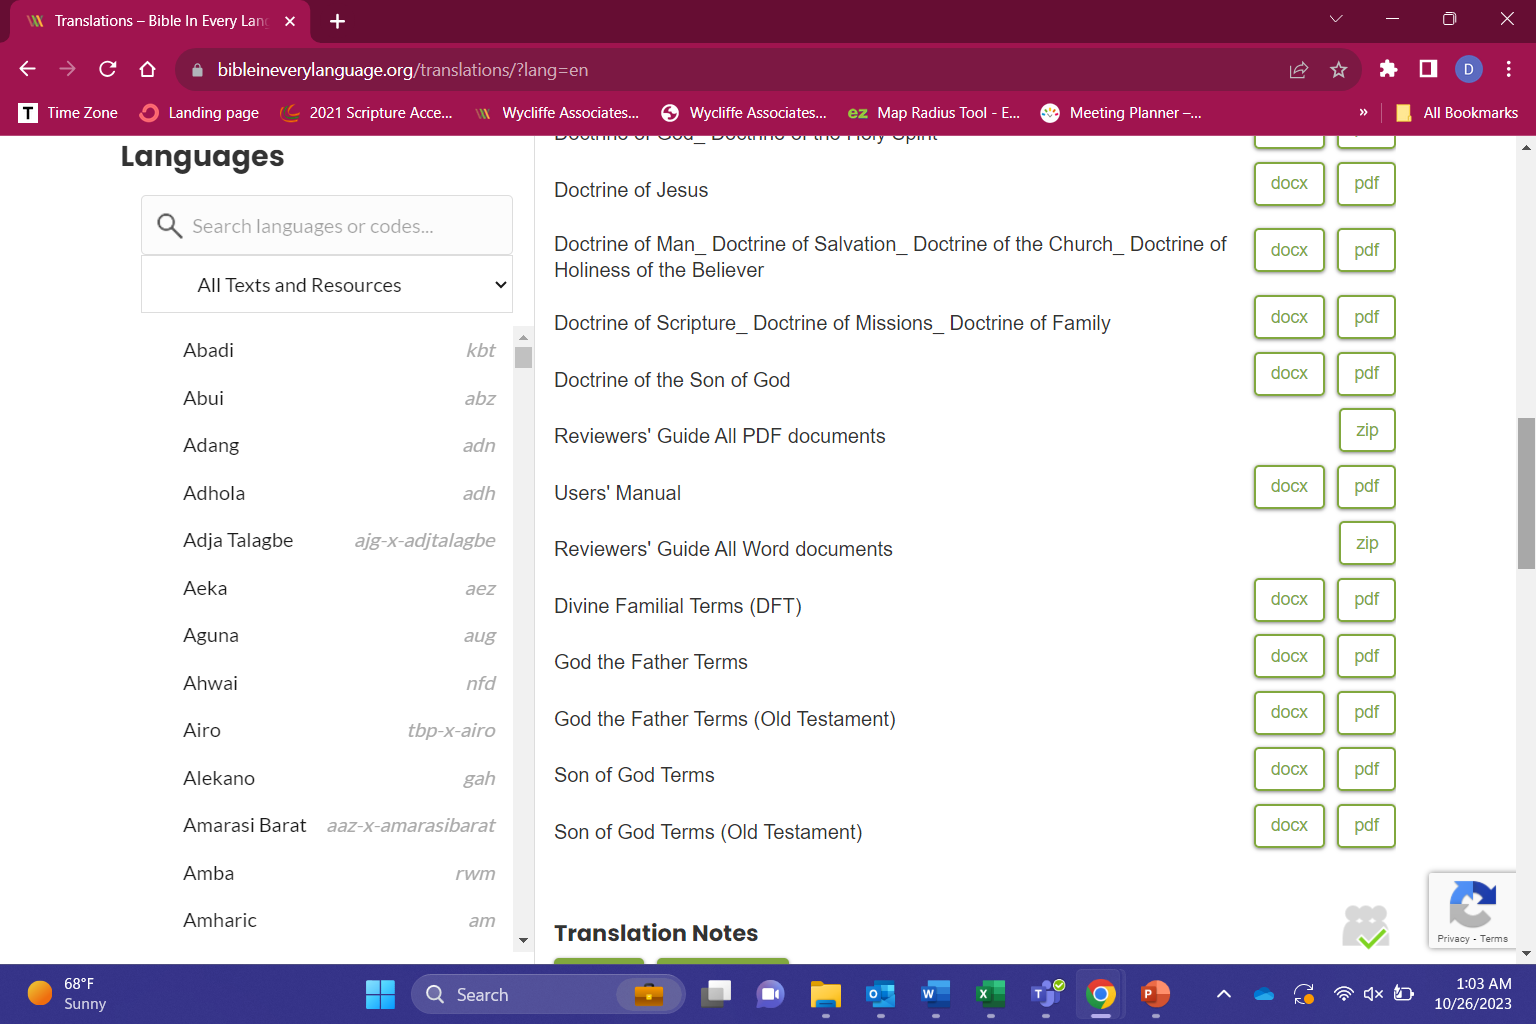 Translations – Bible In Every Lang
bibleineverylanguage.org/translations/?lang=en
D
T Time Zone
Landing page
2021 Scripture Acce...
Wycliffe Associates...
Wycliffe Associates...
ez Map Radius Tool - E...
Meeting Planner –...
»
All Bookmarks
Languages
Search languages or codes...
All Texts and Resources
Abadi kbt
Abui abz
Adang adn
Adhola adh
Adja Talagbe ajg-x-adjtalagbe
Aeka aez
Aguna aug
Ahwai nfd
Airo tbp-x-airo
Alekano gah
Amarasi Barat aaz-x-amarasibarat
Amba rwm
Amharic am
Doctrine of God_ Doctrine of the Holy Spirit
Doctrine of Jesus docx pdf
Doctrine of Man_ Doctrine of Salvation_ Doctrine of the Church_ Doctrine of
Holiness of the Believer docx pdf
Doctrine of Scripture_ Doctrine of Missions_ Doctrine of Family docx pdf
Doctrine of the Son of God docx pdf
Reviewers' Guide All PDF documents zip
Users' Manual docx pdf
Reviewers' Guide All Word documents zip
Divine Familial Terms (DFT) docx pdf
God the Father Terms docx pdf
God the Father Terms (Old Testament) docx pdf
Son of God Terms docx pdf
Son of God Terms (Old Testament) docx pdf
Translation Notes
Privacy - Terms
68°F
Sunny
Search
1:03 AM
10/26/2023